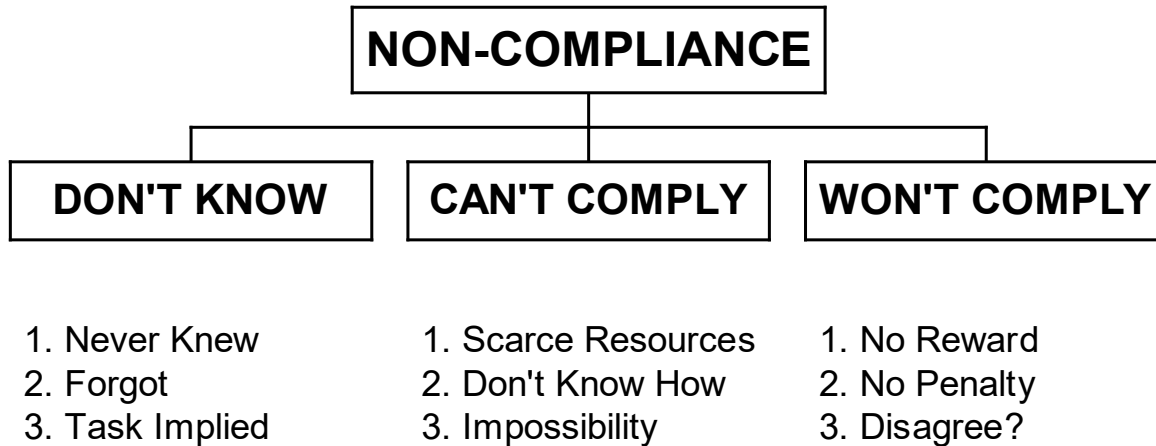 NON-COMPLIANCE
DON'T KNOW
CAN'T COMPLY
WON'T COMPLY
1. Never Knew
2. Forgot
3. Task Implied
1. Scarce Resources
2. Don't Know How
3. Impossibility
1. No Reward
2. No Penalty
3. Disagree?